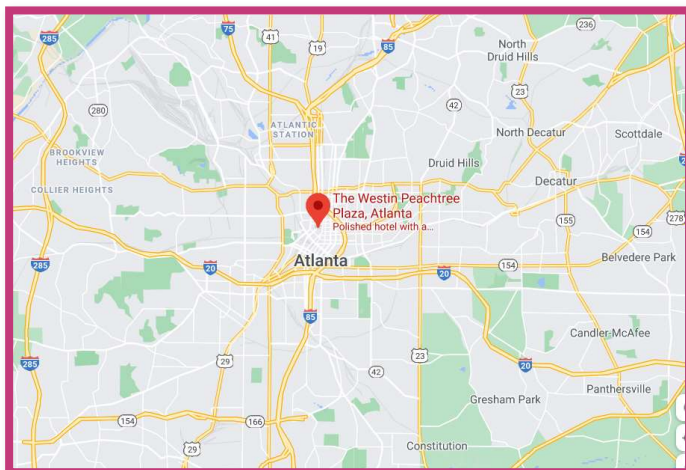 75
41
85
236
285
19
North
Druid Hills
23
280
42
ATLANTIC
STATION
North Decatur
Scottdale
BROOKVIEW
HEIGHTS
Druid Hills
COLLIER HEIGHTS
Decatur
The Westin Peachtree
Plaza, Atlanta
Polished hotel with a...
155
278
Atlanta
285
20
20
154
Belvedere Park
85
Candler-McAfee
285
29
23
42
20
Panthersville
Gresham Park
154
166
29
Constitution